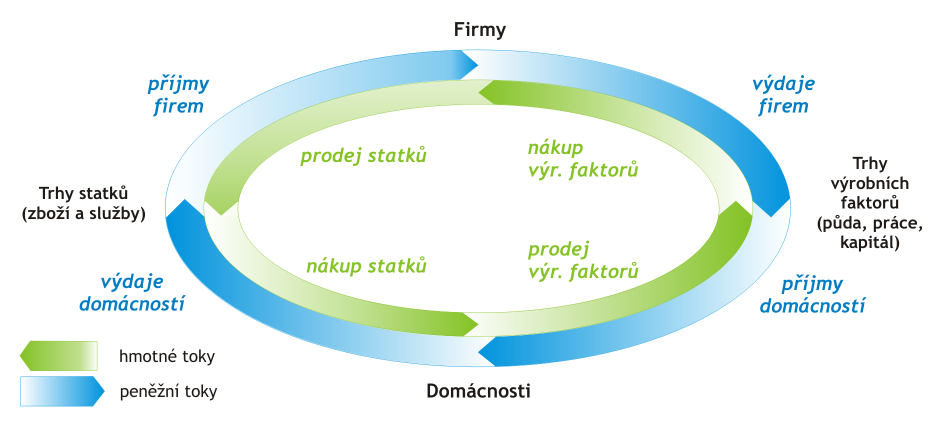 Firmy
příjmy
firem
výdaje
firem
prodej statků
nákup
výr. faktorů
Trhy statků
(zboží a služby)
Trhy
výrobních
faktorů
(půda, práce,
kapitál)
nákup statků
prodej
výr. faktorů
výdaje
domácností
příjmy
domácností
hmotné toky
peněžní toky
Domácnosti